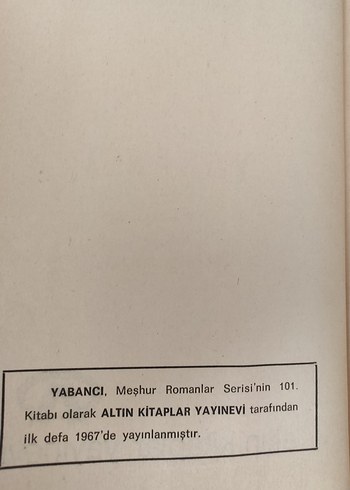 YABANCI, Meşhur Romanlar Serisi'nin 101.
Kitabı olarak ALTIN KİTAPLAR YAYINEVİ tarafından
ilk defa 1967'de yayınlanmıştır.